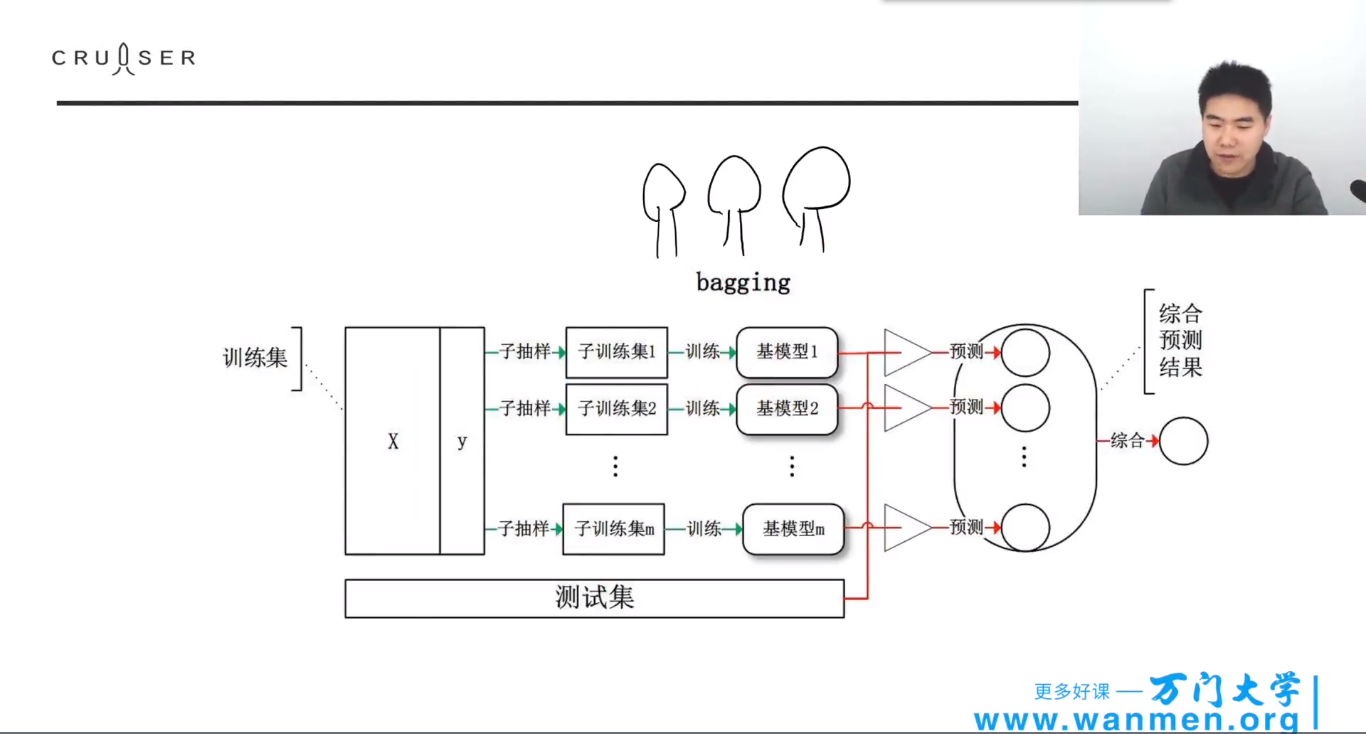 CRUISER
bagging
训练集
X
y
子抽样
子训练集1
训练
基模型1
预测
子抽样
子训练集2
训练
基模型2
预测
⋮
⋮
⋮
子抽样
子训练集m
训练
基模型m
预测
测试集
综合
预测
结果
综合
更多好课 — 万门大学
www.wanmen.org